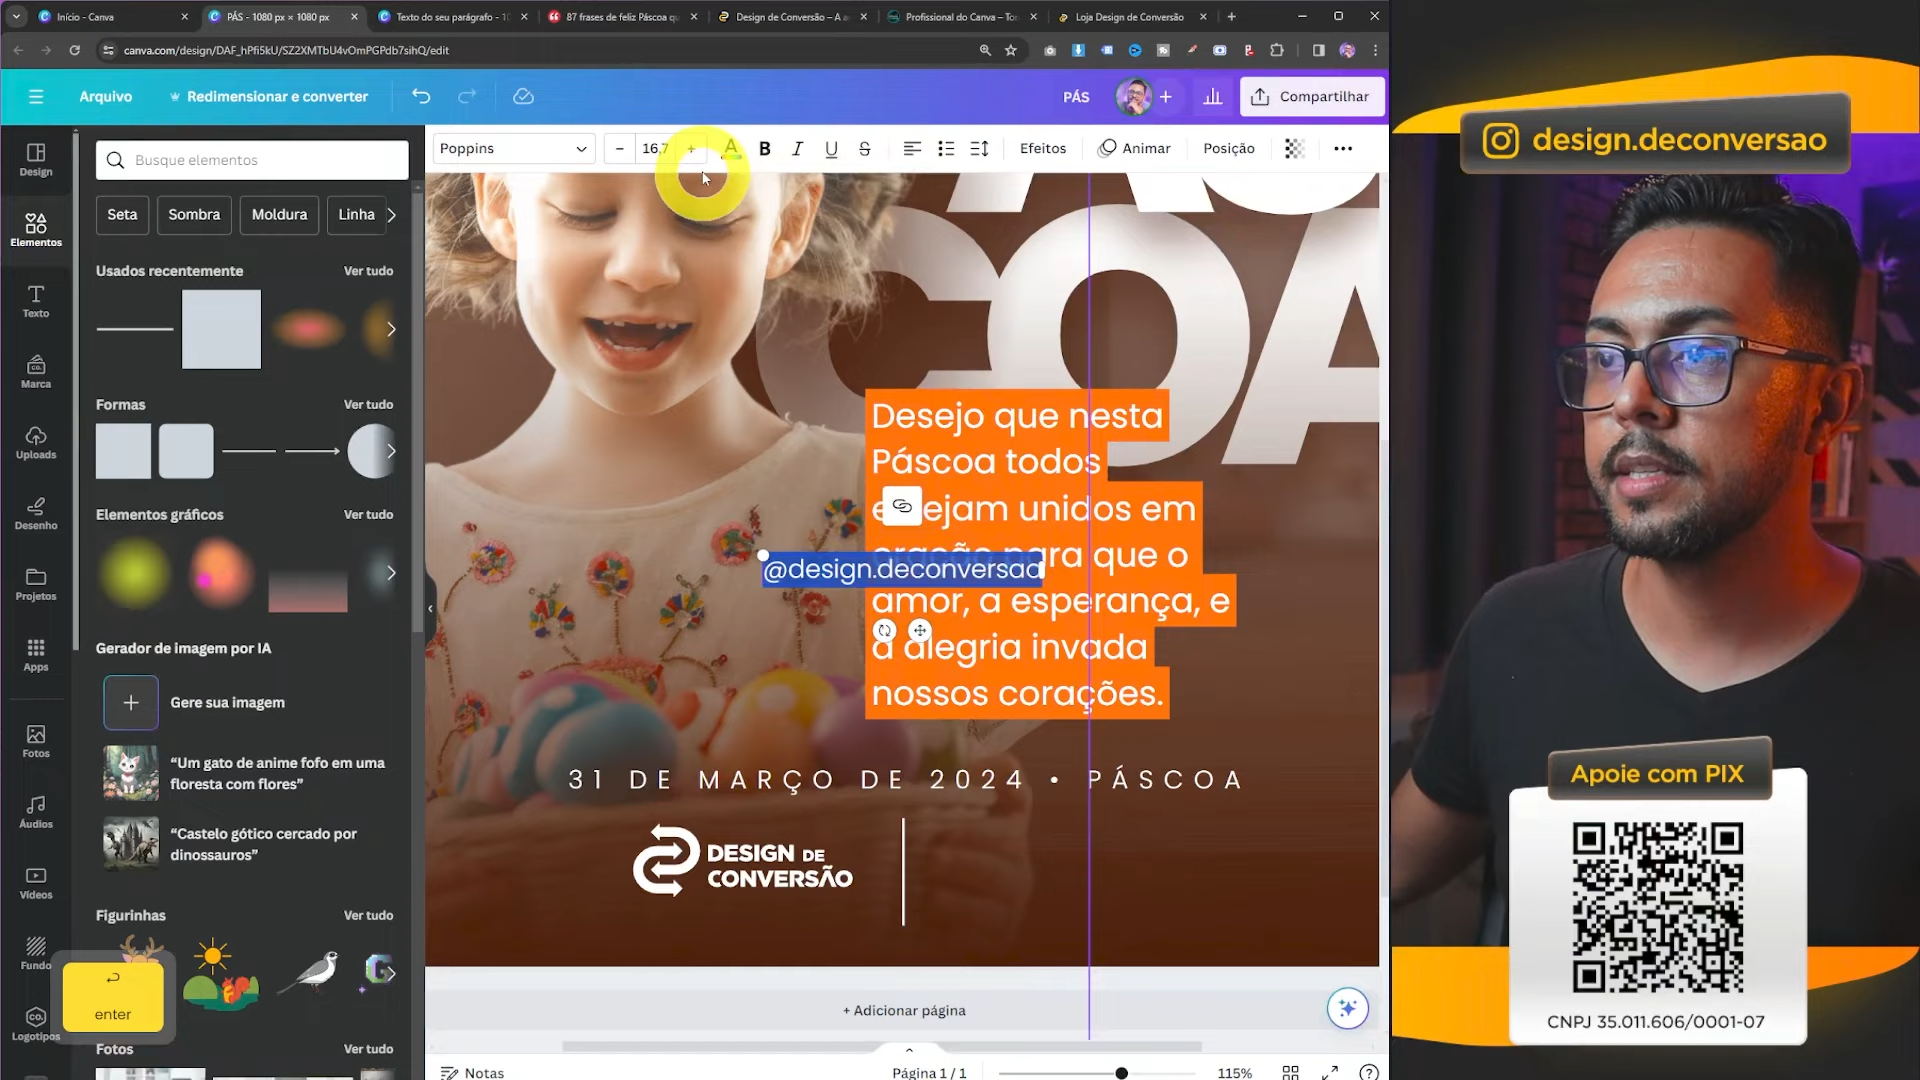 Início - Canva
PÁS - 1080 px × 1080 px
Texto do seu parágrafo - 10
87 frases de feliz Páscoa qu
Design de Conversão – A a
Profissional do Canva – Tor
Loja Design de Conversão
canva.com/design/DAF_hPfi5kU/SZ2XMTbU4vOmPGPdb7sihQ/edit
Arquivo
Redimensionar e converter
PÁS
Compartilhar
Poppins
16,7
Efeitos
Animar
Posição
Busque elementos
Seta
Sombra
Moldura
Linha
Usados recentemente
Ver tudo
Formas
Ver tudo
Elementos gráficos
Ver tudo
Gerador de imagem por IA
Gere sua imagem
“Um gato de anime fofo em uma
floresta com flores”
“Castelo gótico cercado por
dinossauros”
Figurinhas
Ver tudo
Fotos
Ver tudo
Design
Elementos
Texto
Marca
Uploads
Desenho
Projetos
Apps
Fotos
Áudios
Vídeos
Fundo
Logotipos
enter
COA
Desejo que nesta
Páscoa todos
estejam unidos em
oração para que o
@design.deconversao
amor, a esperança, e
a alegria invada
nossos corações.
31 DE MARÇO DE 2024 • PÁSCOA
DESIGN DE
CONVERSÃO
+ Adicionar página
Notas
Página 1 / 1
115%
design.deconversao
Apoie com PIX
CNPJ 35.011.606/0001-07